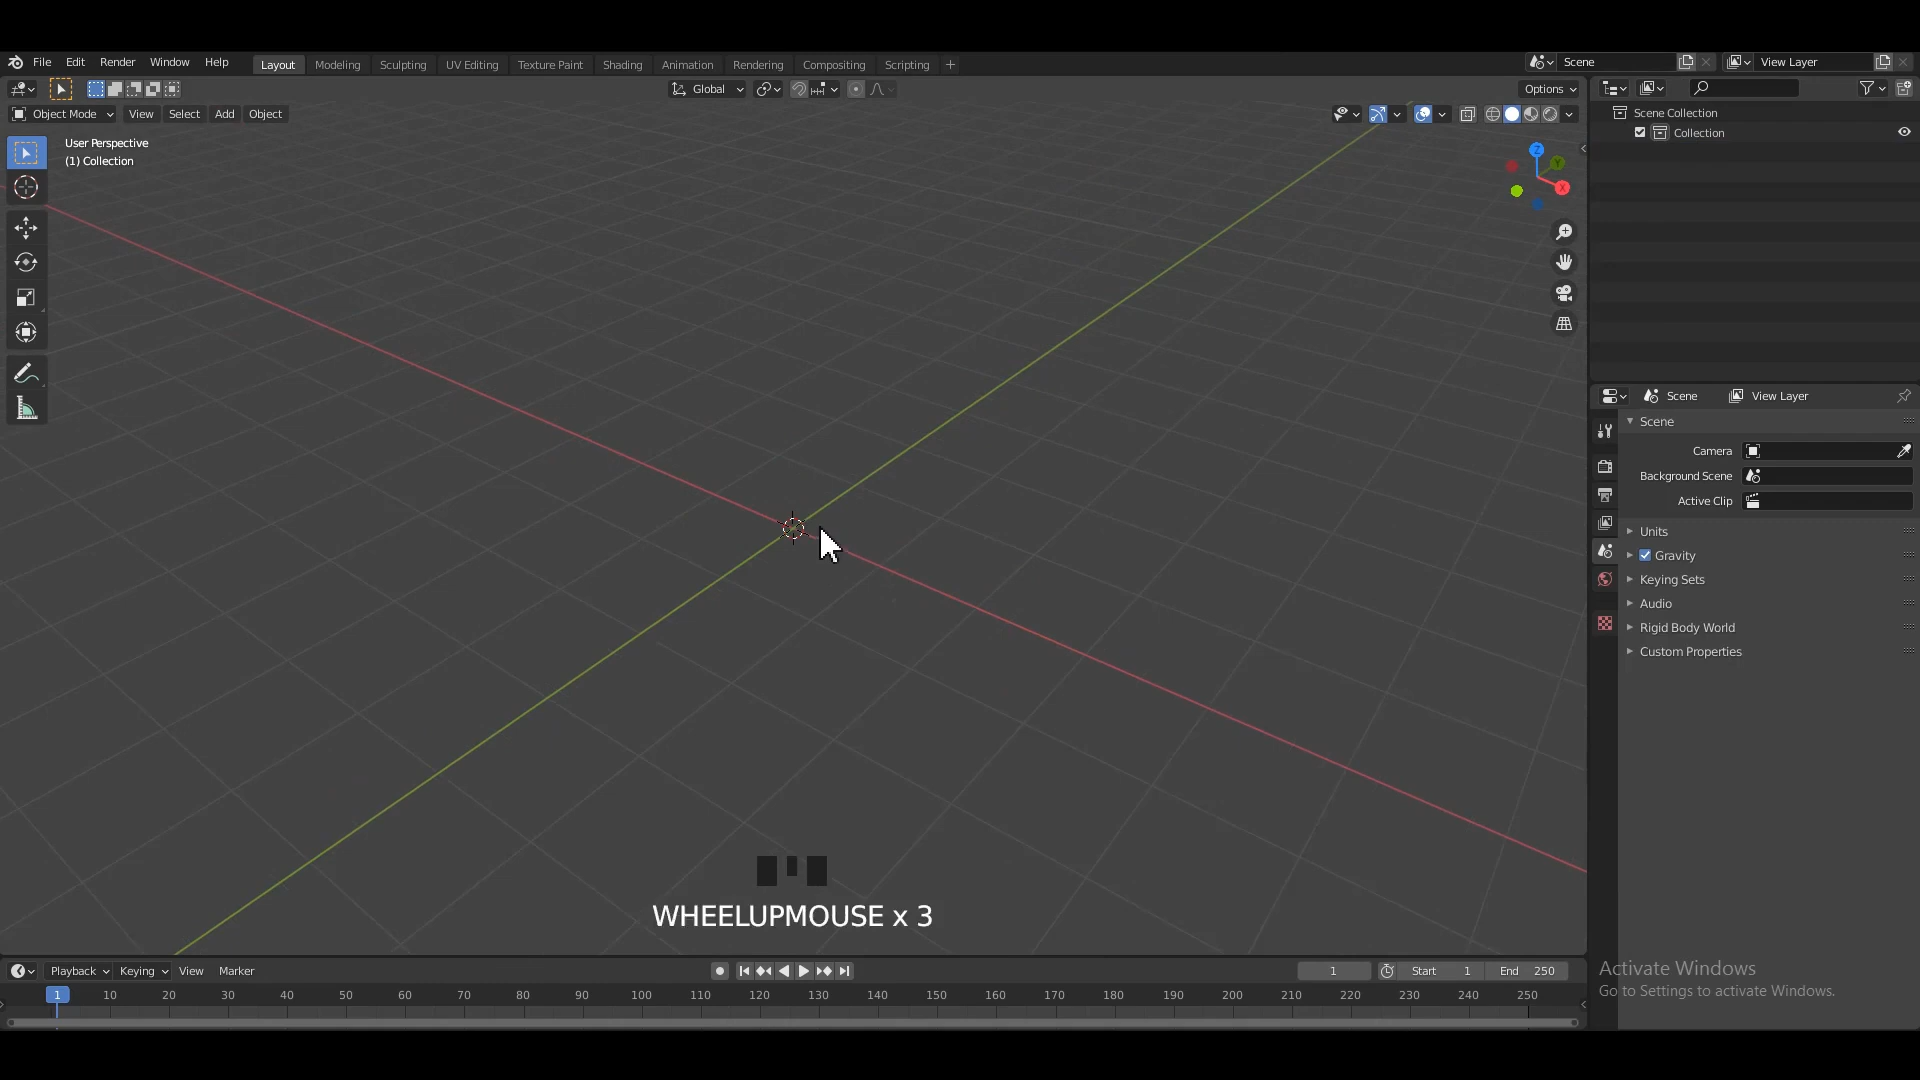 File Edit Render Window Help Layout Modeling Sculpting UV Editing Texture Paint Shading Animation Rendering Compositing Scripting + Scene View Layer
Global Options
Object Mode View Select Add Object
User Perspective
(1) Collection
Z
Y
X
Scene Collection
Collection
Scene View Layer
Scene
Camera
Background Scene
Active Clip
Units
Gravity
Keying Sets
Audio
Rigid Body World
Custom Properties
WHEELUPMOUSE x 3
Activate Windows
Go to Settings to activate Windows.
Playback Keying View Marker 1 Start 1 End 250
1 10 20 30 40 50 60 70 80 90 100 110 120 130 140 150 160 170 180 190 200 210 220 230 240 250